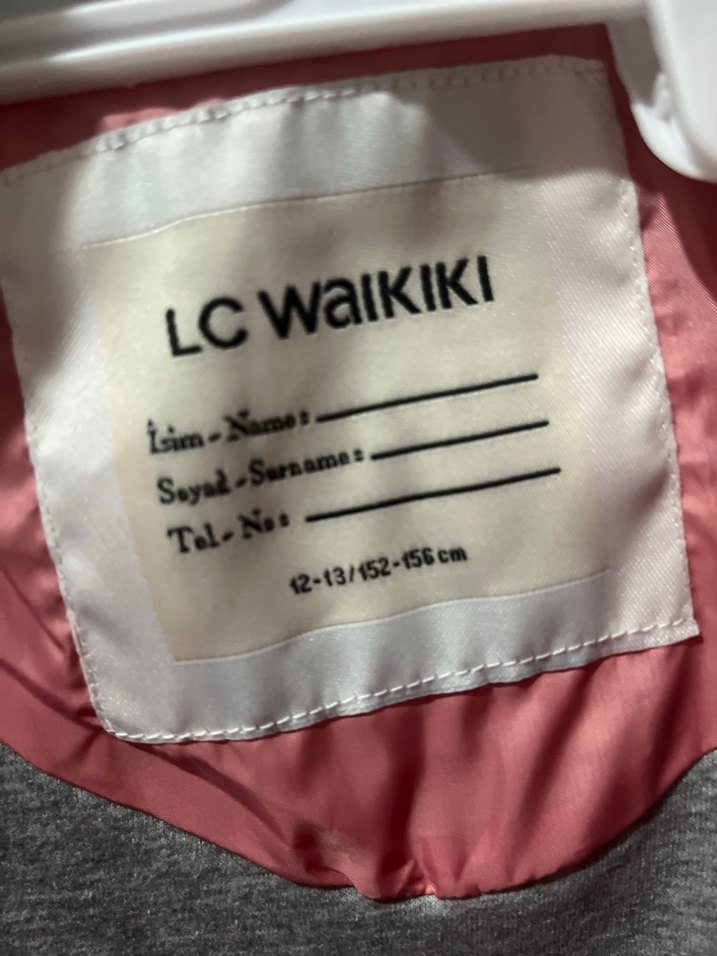 LC WaIKIKI
İsim - Name:
Soyad - Surname:
Tel - No:
12-13/152-156 cm